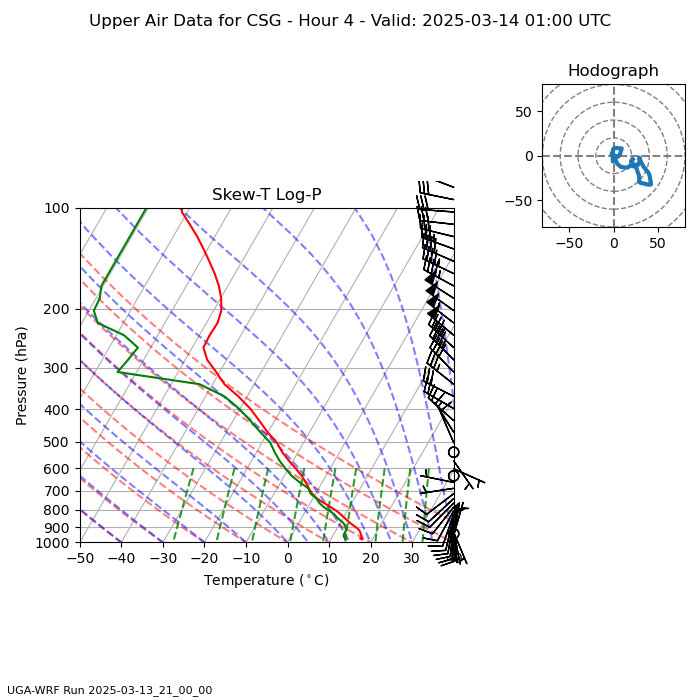 Upper Air Data for CSG - Hour 4 - Valid: 2025-03-14 01:00 UTC
Hodograph
50
0
−50
−50 0 50
Skew-T Log-P
Pressure (hPa)
100
200
300
400
500
600
700
800
900
1000
−50 −40 −30 −20 −10 0 10 20 30
Temperature (°C)
UGA-WRF Run 2025-03-13_21_00_00